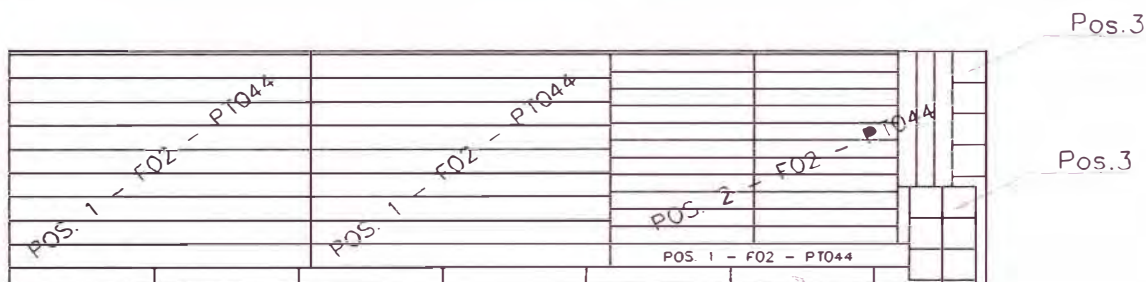 Pos.3
POS. 1 - F02 - PT044
POS. 1 - F02 - PT044
POS. 2 - F02 - PT044
Pos.3
POS. 1 - F02 - PT044